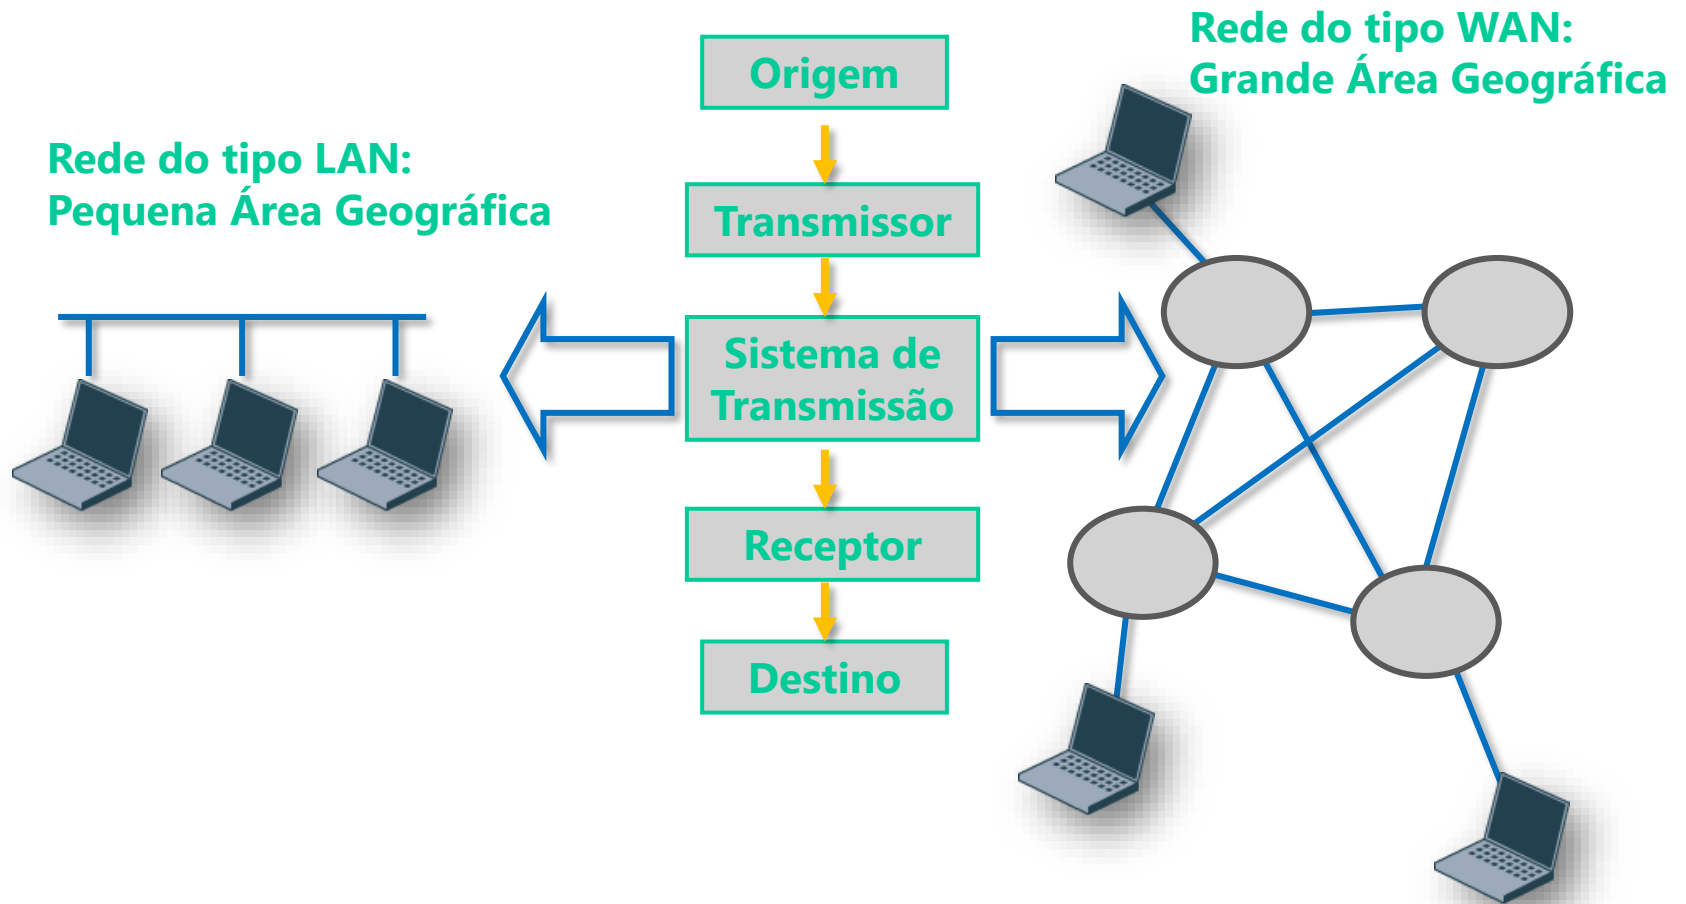 Rede do tipo LAN:
Pequena Área Geográfica
Origem
Transmissor
Sistema de
Transmissão
Receptor
Destino
Rede do tipo WAN:
Grande Área Geográfica